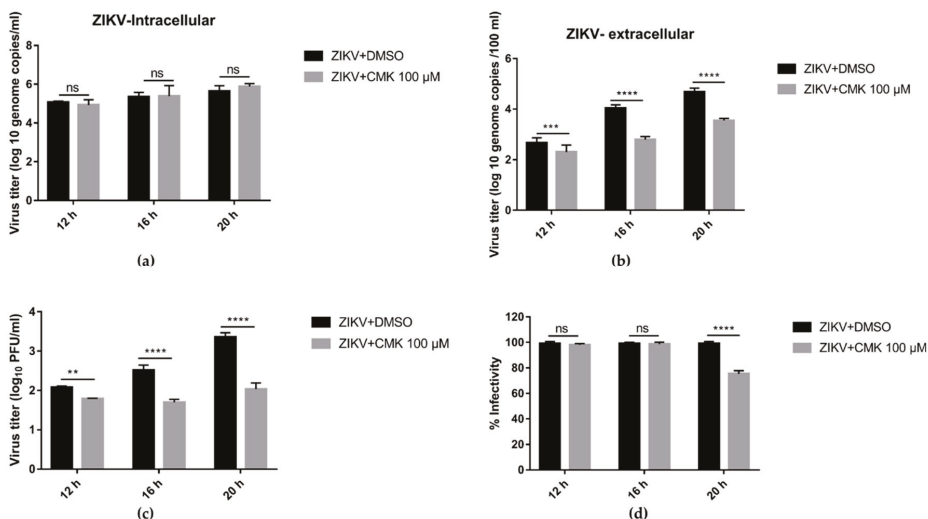 ZIKV-Intracellular
Virus titer (log 10 genome copies/ml)
8
6
4
2
0
ns
ns
ns
12 h
16 h
20 h
ZIKV+DMSO
ZIKV+CMK 100 µM
(a)
ZIKV- extracellular
Virus titer (log 10 genome copies /100 ml)
6
4
2
0
***
****
****
12 h
16 h
20 h
ZIKV+DMSO
ZIKV+CMK 100 µM
(b)
Virus titer (log10 PFU/ml)
4
3
2
1
0
**
****
****
12 h
16 h
20 h
ZIKV+DMSO
ZIKV+CMK 100 µM
(c)
% Infectivity
120
100
80
60
40
20
0
ns
ns
****
12 h
16 h
20 h
ZIKV+DMSO
ZIKV+CMK 100 µM
(d)